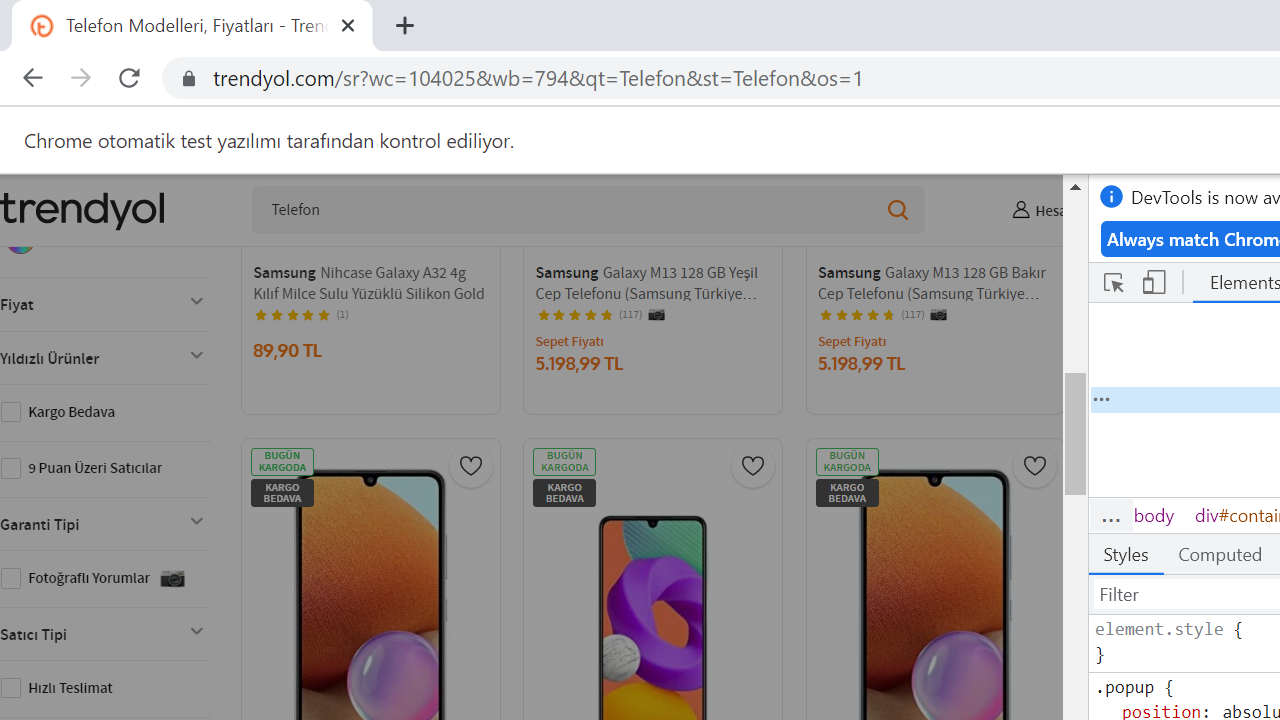 Telefon Modelleri, Fiyatları - Tren
trendyol.com/sr?wc=104025&wb=794&qt=Telefon&st=Telefon&os=1
Chrome otomatik test yazılımı tarafından kontrol ediliyor.
trendyol
Telefon
Hesa
Fiyat
Yıldızlı Ürünler
Kargo Bedava
9 Puan Üzeri Satıcılar
Garanti Tipi
Fotoğraflı Yorumlar
Satıcı Tipi
Hızlı Teslimat
Samsung Nihcase Galaxy A32 4g
Kılıf Milce Sulu Yüzüklü Silikon Gold
(1)
89,90 TL
Samsung Galaxy M13 128 GB Yeşil
Cep Telefonu (Samsung Türkiye…
(117)
Sepet Fiyatı
5.198,99 TL
Samsung Galaxy M13 128 GB Bakır
Cep Telefonu (Samsung Türkiye…
(117)
Sepet Fiyatı
5.198,99 TL
BUGÜN
KARGODA
KARGO
BEDAVA
BUGÜN
KARGODA
KARGO
BEDAVA
BUGÜN
KARGODA
KARGO
BEDAVA
DevTools is now av
Always match Chrom
Elements
...
... body div#contai
Styles Computed
Filter
element.style {
}
.popup {
position: absolu